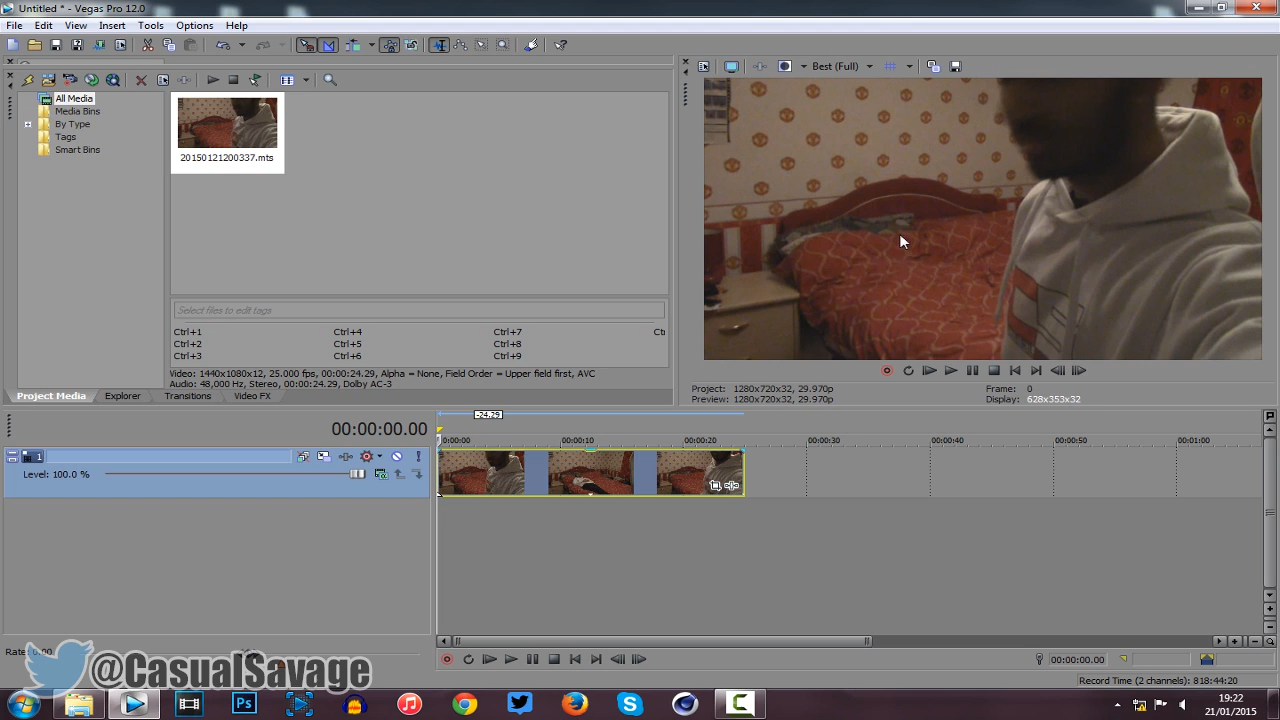 Untitled * - Vegas Pro 12.0
File Edit View Insert Tools Options Help
Best (Full)
All Media
Media Bins
By Type
Tags
Smart Bins
20150121200337.mts
Select files to edit tags
Ctrl+1 Ctrl+4 Ctrl+7 Ct
Ctrl+2 Ctrl+5 Ctrl+8
Ctrl+3 Ctrl+6 Ctrl+9
Video: 1440x1080x12, 25.000 fps, 00:00:24.29, Alpha = None, Field Order = Upper field first, AVC
Audio: 48,000 Hz, Stereo, 00:00:24.29, Dolby AC-3
Project Media Explorer Transitions Video FX
Project: 1280x720x32, 29.970p Frame: 0
Preview: 1280x720x32, 29.970p Display: 628x353x32
-24.29
00:00:00.00
0:00:00 00:00:10 00:00:20 00:00:30 00:00:40 00:00:50 00:01:00
1
Level: 100.0 %
Rate: 0.00
00:00:00.00
@CasualSavage
Record Time (2 channels): 818:44:20
Ps
19:22
21/01/2015